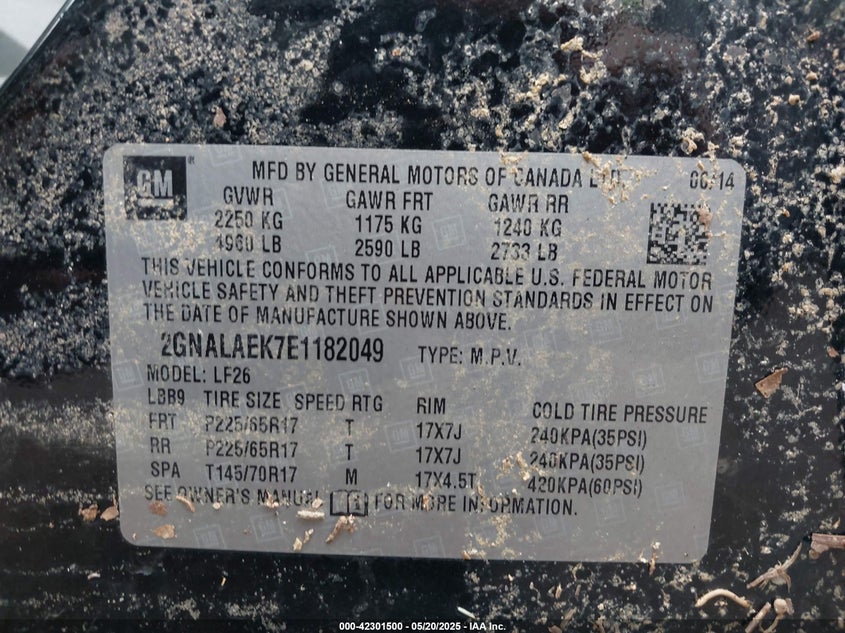 GM ®
MFD BY GENERAL MOTORS OF CANADA LTD.
GVWR GAWR FRT GAWR RR
2250 KG 1175 KG 1240 KG
4960 LB 2590 LB 2733 LB
THIS VEHICLE CONFORMS TO ALL APPLICABLE U.S. FEDERAL MOTOR
VEHICLE SAFETY AND THEFT PREVENTION STANDARDS IN EFFECT ON
THE DATE OF MANUFACTURE SHOWN ABOVE.
2GNALAEK7E1182049 TYPE: M.P.V.
MODEL: LF26
LBB9 TIRE SIZE SPEED RTG RIM COLD TIRE PRESSURE
FRT P225/65R17 T 17X7J 240KPA(35PSI)
RR P225/65R17 T 17X7J 240KPA(35PSI)
SPA T145/70R17 M 17X4.5T 420KPA(60PSI)
SEE OWNER'S MANUAL FOR MORE INFORMATION.
000-42301500 — 05/20/2025 — IAA Inc.